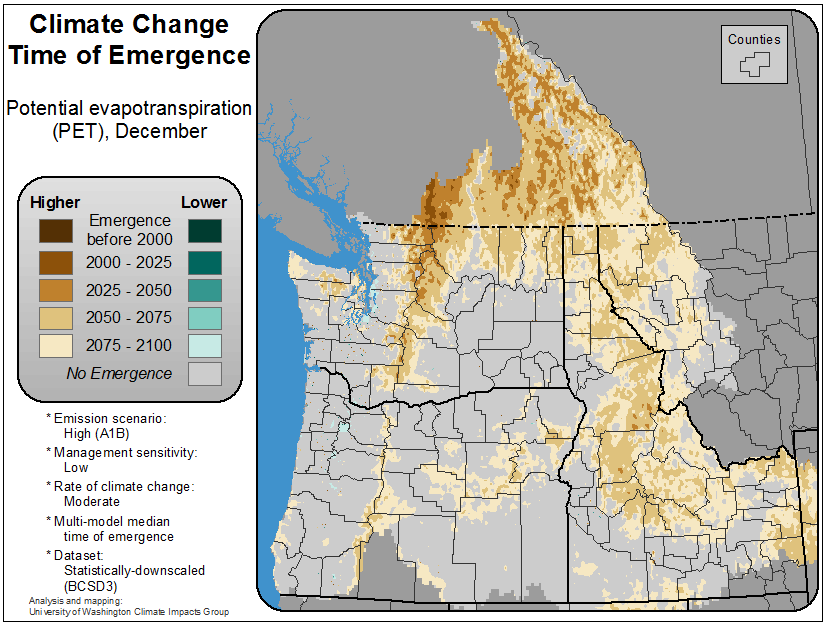 Climate Change
Time of Emergence
Potential evapotranspiration
(PET), December
Higher
Lower
Emergence
before 2000
2000 - 2025
2025 - 2050
2050 - 2075
2075 - 2100
No Emergence
* Emission scenario:
High (A1B)
* Management sensitivity:
Low
* Rate of climate change:
Moderate
* Multi-model median
time of emergence
* Dataset:
Statistically-downscaled
(BCSD3)
Analysis and mapping:
University of Washington Climate Impacts Group
Counties